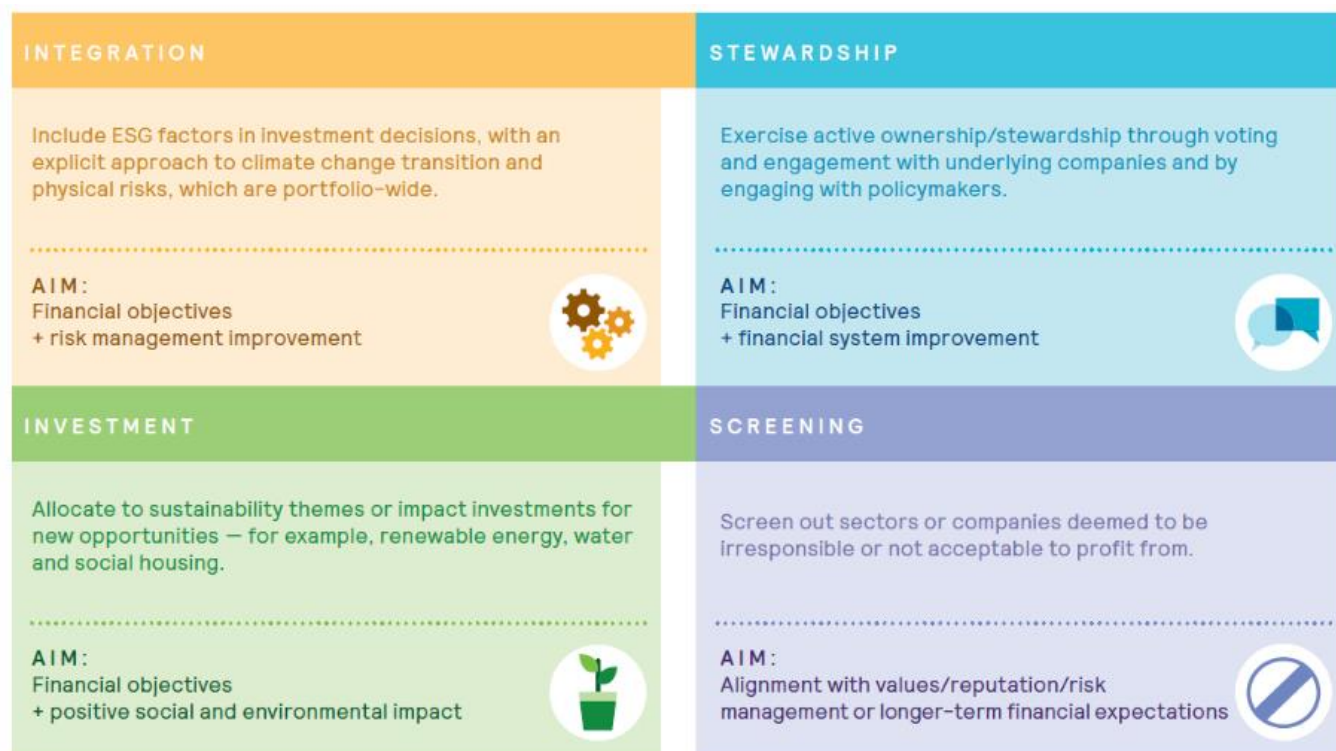 INTEGRATION
Include ESG factors in investment decisions, with an
explicit approach to climate change transition and
physical risks, which are portfolio-wide.
AIM:
Financial objectives
+ risk management improvement
STEWARDSHIP
Exercise active ownership/stewardship through voting
and engagement with underlying companies and by
engaging with policymakers.
AIM:
Financial objectives
+ financial system improvement
INVESTMENT
Allocate to sustainability themes or impact investments for
new opportunities — for example, renewable energy, water
and social housing.
AIM:
Financial objectives
+ positive social and environmental impact
SCREENING
Screen out sectors or companies deemed to be
irresponsible or not acceptable to profit from.
AIM:
Alignment with values/reputation/risk
management or longer-term financial expectations